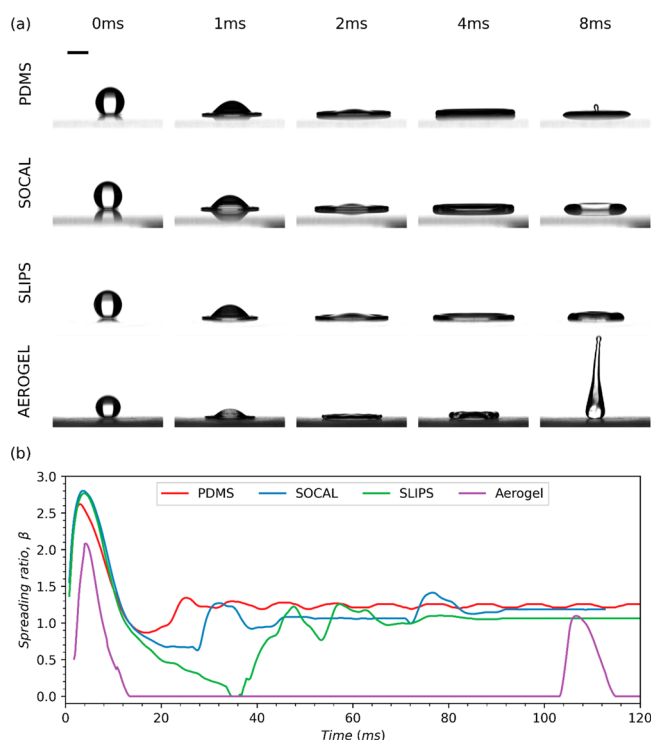 (a)
0ms 1ms 2ms 4ms 8ms
PDMS
SOCAL
SLIPS
AEROGEL
(b)
3.0
2.5
2.0
1.5
1.0
0.5
0.0
Spreading ratio, β
PDMS SOCAL SLIPS Aerogel
0 20 40 60 80 100 120
Time (ms)